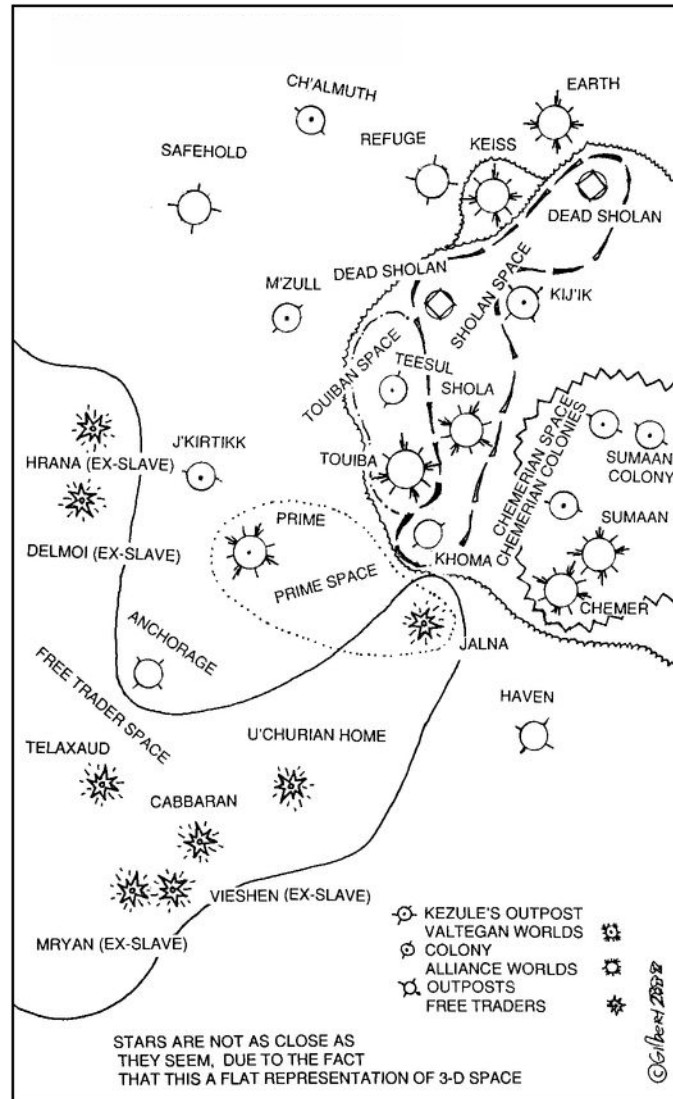 CH'ALMUTH
EARTH
SAFEHOLD
REFUGE
KEISS
DEAD SHOLAN
M'ZULL
DEAD SHOLAN
SHOLAN SPACE
KIJ'IK
TOUIBAN SPACE
TEESUL
SHOLA
HRANA (EX-SLAVE)
J'KIRTIKK
TOUIBA
CHEMERIAN SPACE
CHEMERIAN COLONIES
SUMAAN
COLONY
DELMOI (EX-SLAVE)
PRIME
PRIME SPACE
KHOMA
SUMAAN
CHEMER
ANCHORAGE
JALNA
FREE TRADER SPACE
HAVEN
TELAXAUD
U'CHURIAN HOME
CABBARAN
VIESHEN (EX-SLAVE)
MRYAN (EX-SLAVE)
KEZULE'S OUTPOST
VALTEGAN WORLDS
COLONY
ALLIANCE WORLDS
OUTPOSTS
FREE TRADERS
STARS ARE NOT AS CLOSE AS
THEY SEEM, DUE TO THE FACT
THAT THIS A FLAT REPRESENTATION OF 3-D SPACE
©Gilbert